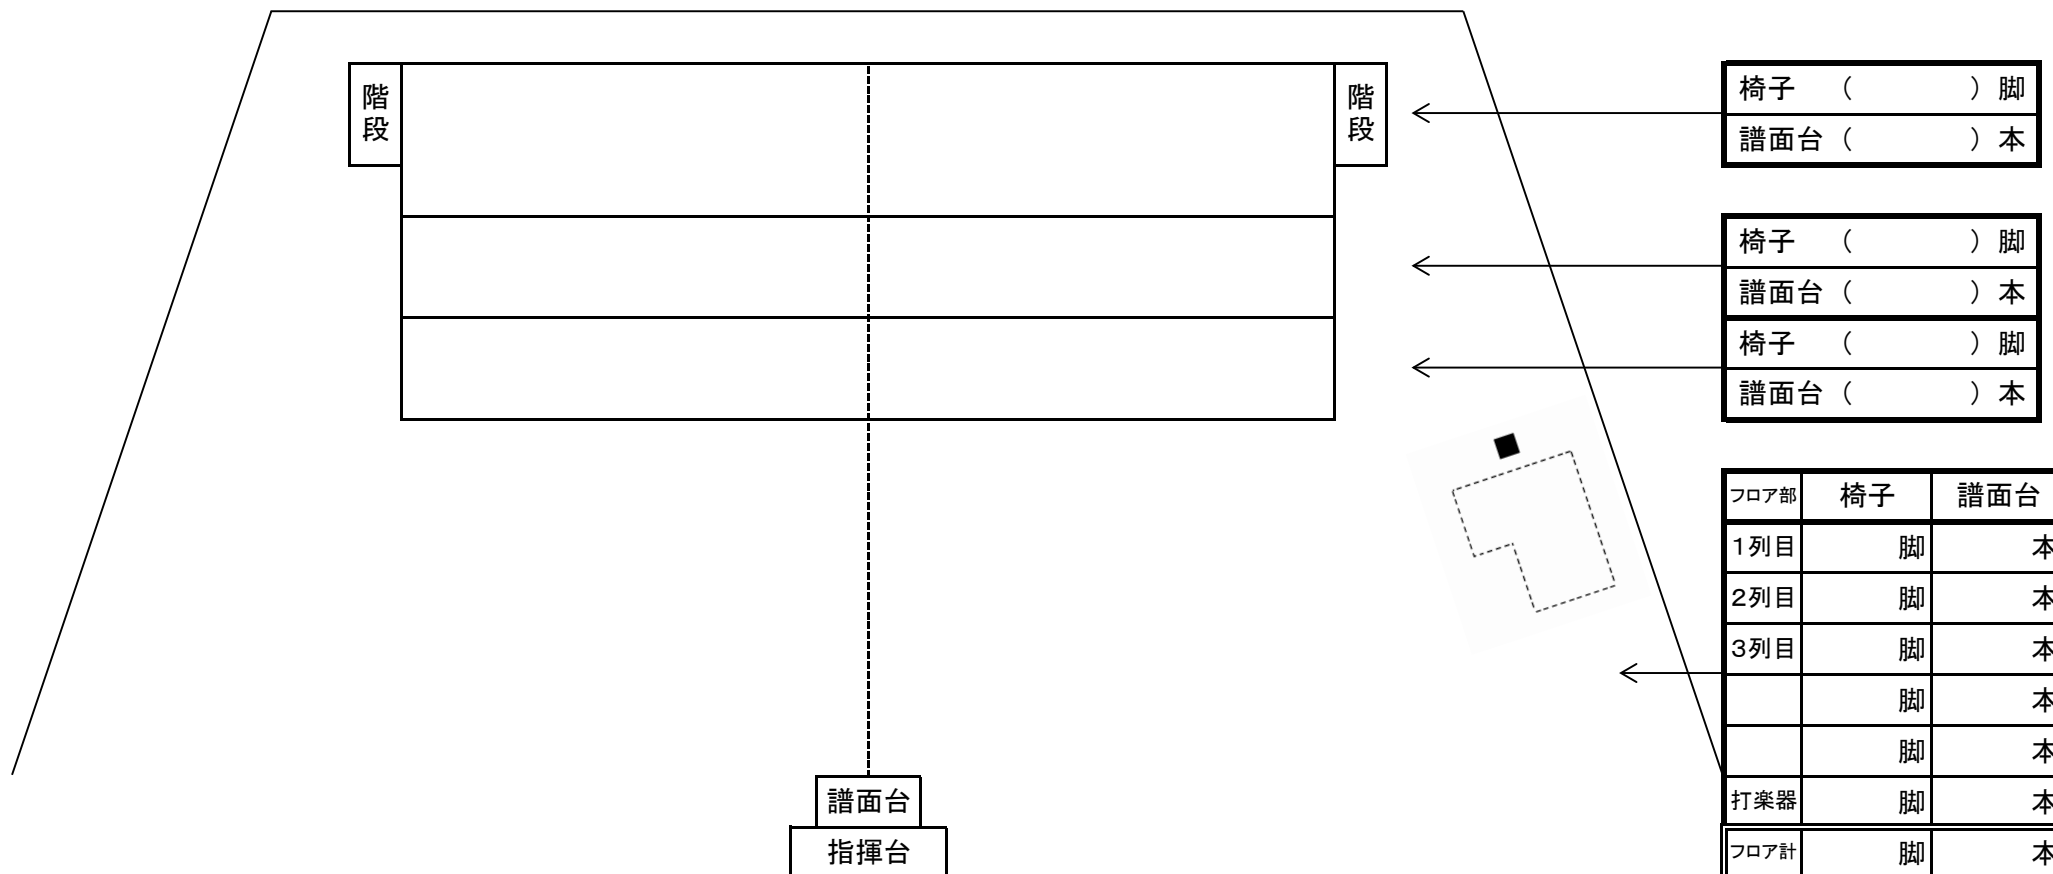 階段
階段
椅子　（　　　　）脚
譜面台（　　　　）本
椅子　（　　　　）脚
譜面台（　　　　）本
椅子　（　　　　）脚
譜面台（　　　　）本
フロア部　椅子　譜面台
1列目　脚　本
2列目　脚　本
3列目　脚　本
脚　本
脚　本
打楽器　脚　本
フロア計　脚　本
譜面台
指揮台